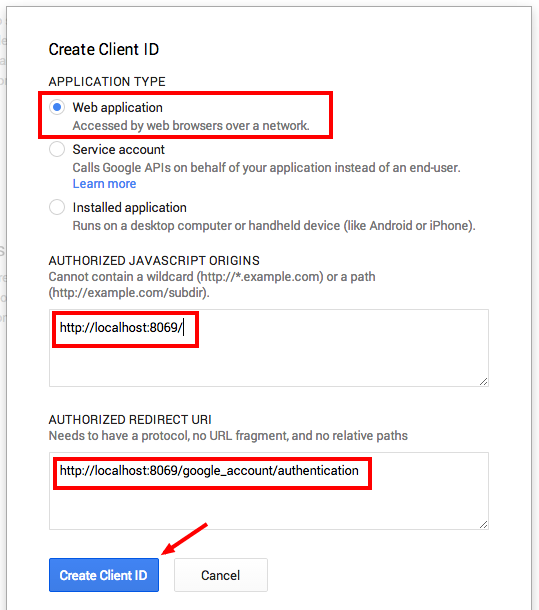 Create Client ID
APPLICATION TYPE
Web application
Accessed by web browsers over a network.
Service account
Calls Google APIs on behalf of your application instead of an end-user.
Learn more
Installed application
Runs on a desktop computer or handheld device (like Android or iPhone).
AUTHORIZED JAVASCRIPT ORIGINS
Cannot contain a wildcard (http://*.example.com) or a path
(http://example.com/subdir).
http://localhost:8069/
AUTHORIZED REDIRECT URI
Needs to have a protocol, no URL fragment, and no relative paths
http://localhost:8069/google_account/authentication
Create Client ID
Cancel